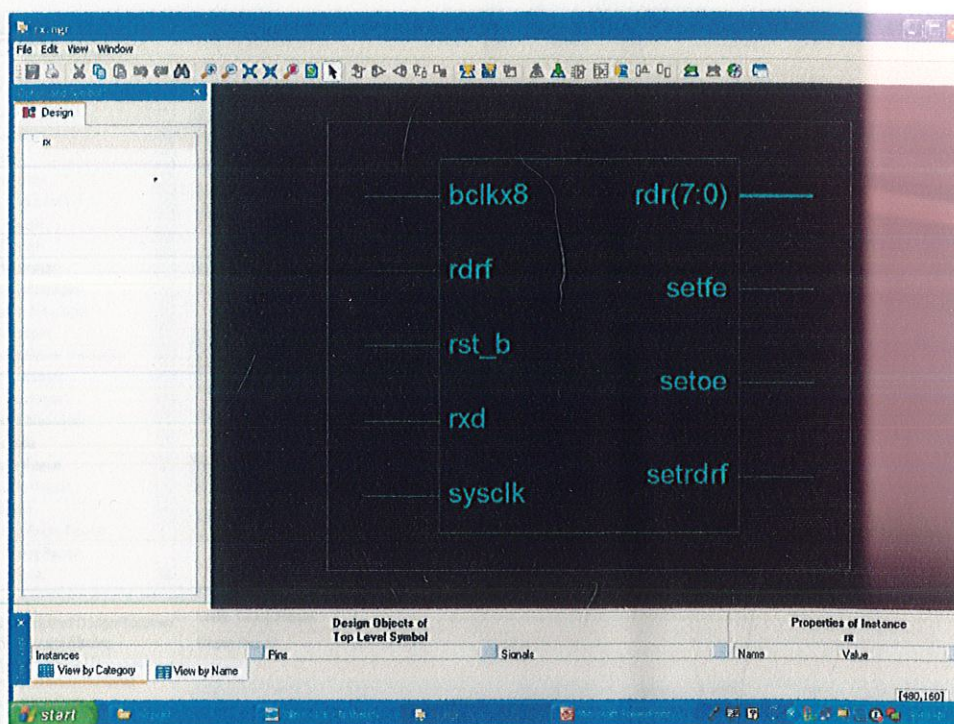 rx.ngr
File Edit View Window
Design
rx
bclkx8
rdr(7:0)
rdrf
setfe
rst_b
setoe
rxd
setrdrf
sysclk
Design Objects of
Top Level Symbol
Properties of Instance
rx
Instances
Pins
Signals
Name
Value
View by Category
View by Name
[480,160]
start